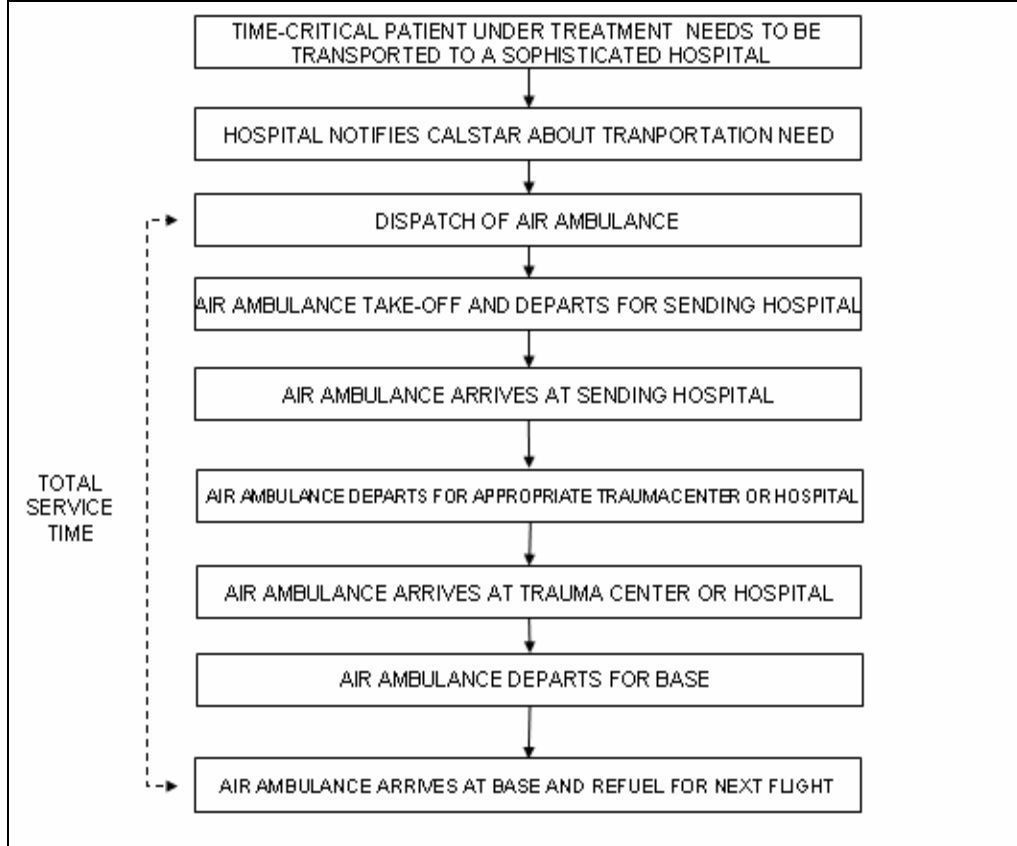 TIME-CRITICAL PATIENT UNDER TREATMENT NEEDS TO BE
TRANSPORTED TO A SOPHISTICATED HOSPITAL
HOSPITAL NOTIFIES CALSTAR ABOUT TRANPORTATION NEED
DISPATCH OF AIR AMBULANCE
AIR AMBULANCE TAKE-OFF AND DEPARTS FOR SENDING HOSPITAL
AIR AMBULANCE ARRIVES AT SENDING HOSPITAL
AIR AMBULANCE DEPARTS FOR APPROPRIATE TRAUMACENTER OR HOSPITAL
AIR AMBULANCE ARRIVES AT TRAUMA CENTER OR HOSPITAL
AIR AMBULANCE DEPARTS FOR BASE
AIR AMBULANCE ARRIVES AT BASE AND REFUEL FOR NEXT FLIGHT
TOTAL
SERVICE
TIME